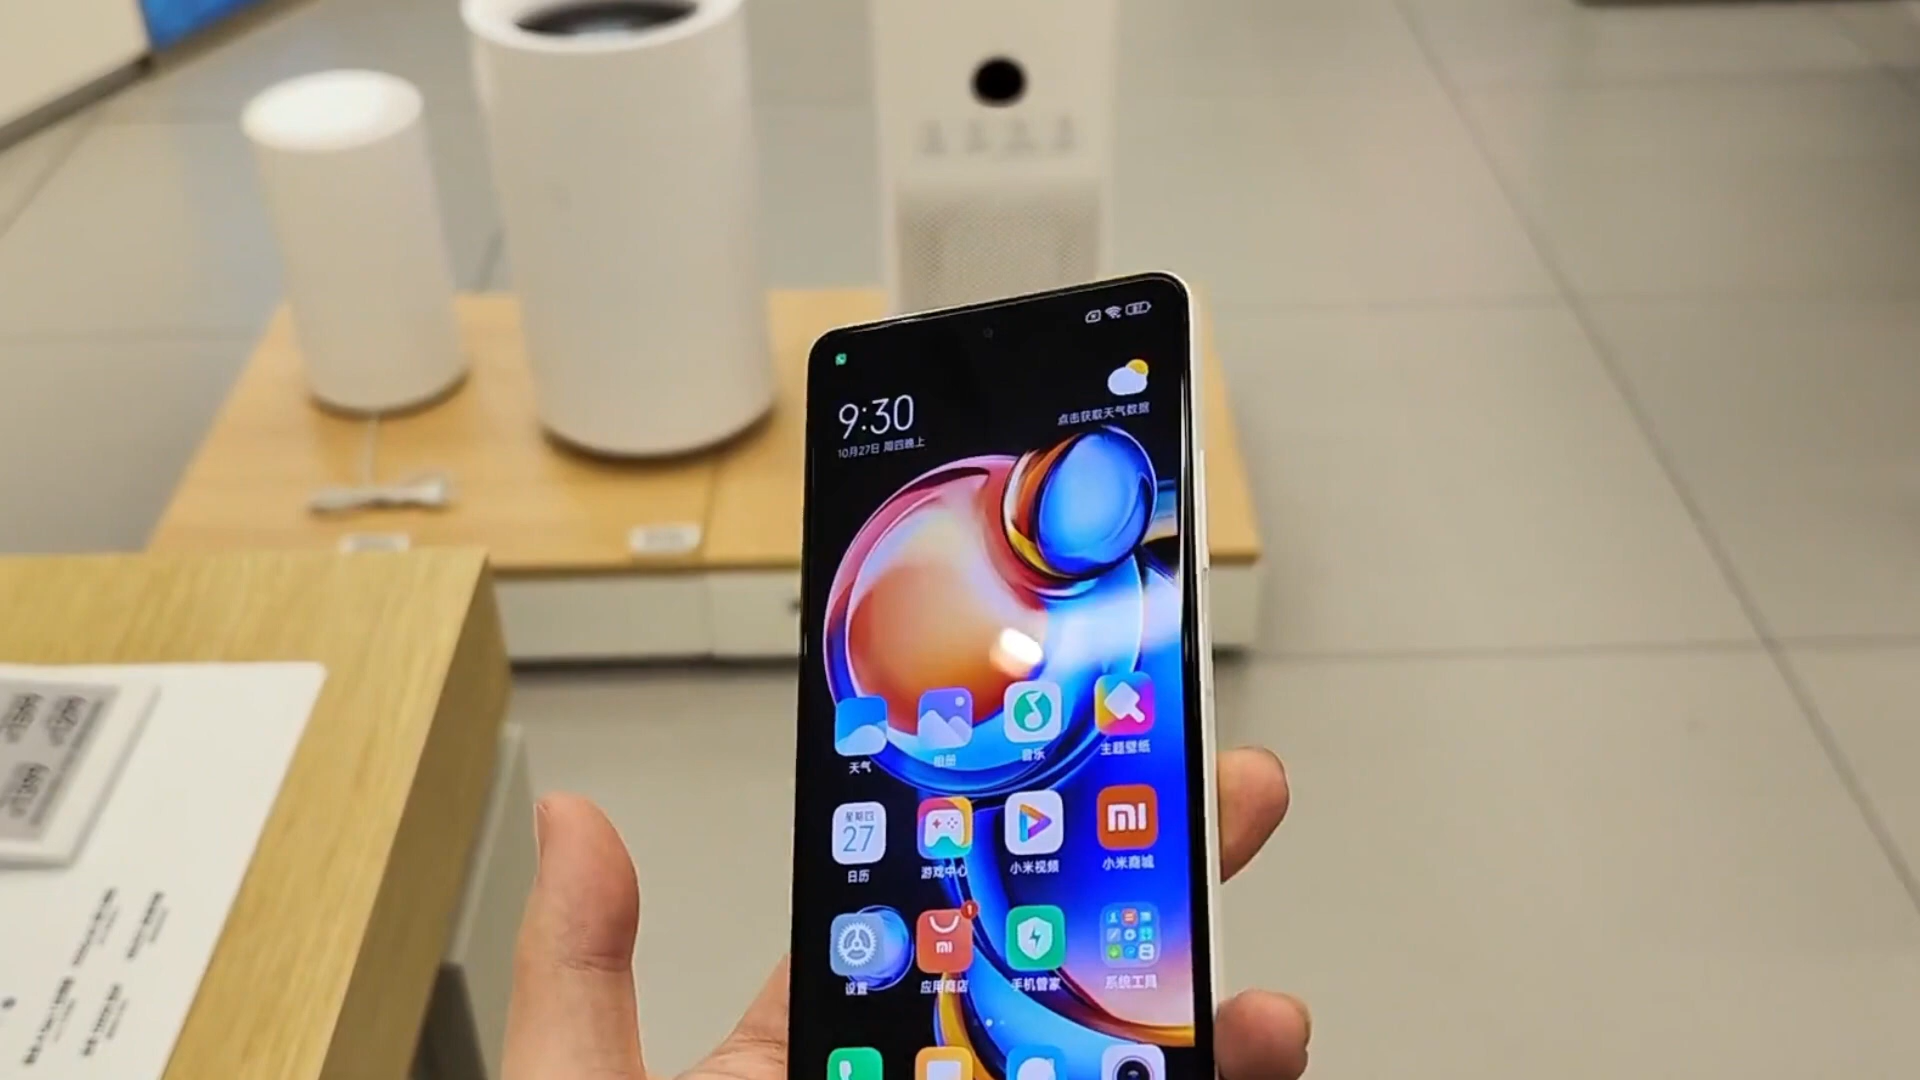 9:30
10月27日 周四晚上
点击获取天气数据
天气
相册
音乐
主题壁纸
星期四
27
日历
游戏中心
小米视频
小米商城
设置
1
应用商店
手机管家
系统工具